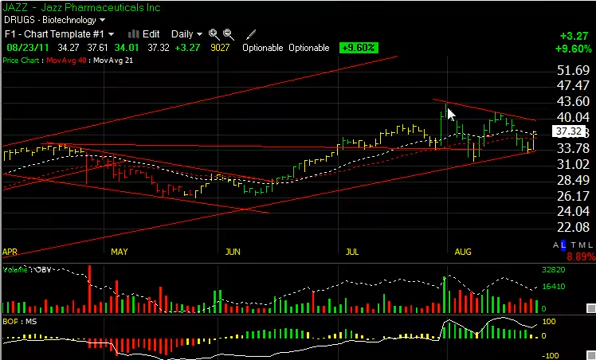 JAZZ - Jazz Pharmaceuticals Inc
DRUGS - Biotechnology
F1 - Chart Template #1 Edit Daily
+3.27
08/23/11 34.27 37.61 34.01 37.32 +3.27 9027 Optionable Optionable +9.60%
+9.60%
Price Chart : MovAvg 40 : MovAvg 21
51.69
47.47
43.60
40.04
37.32
33.78
31.02
28.49
26.17
24.04
22.08
APR MAY JUN JUL AUG
A L T M L
8.89%
Volume : OBV
32820
16410
BOP : MS
100
0
-100